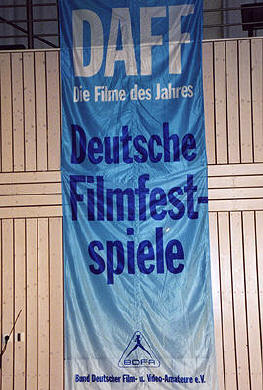 DAFF
Die Filme des Jahres
Deutsche
Filmfest-
spiele
BDFA
Bund Deutscher Film- u. Video-Amateure e.V.